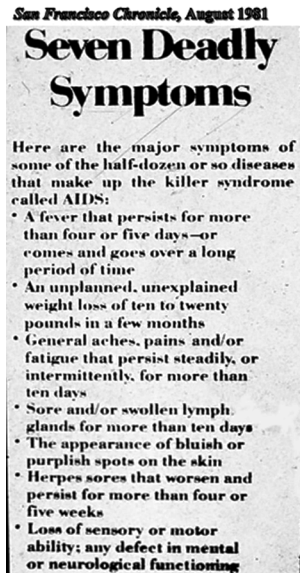 San Francisco Chronicle, August 1981
Seven Deadly
Symptoms
Here are the major symptoms of
some of the half-dozen or so diseases
that make up the killer syndrome
called AIDS:
• A fever that persists for more
than four or five days—or
comes and goes over a long
period of time
• An unplanned, unexplained
weight loss of ten to twenty
pounds in a few months
• General aches, pains and/or
fatigue that persist steadily, or
intermittently, for more than
ten days
• Sore and/or swollen lymph
glands for more than ten days
• The appearance of bluish or
purplish spots on the skin
• Herpes sores that worsen and
persist for more than four or
five weeks
• Loss of sensory or motor
ability; any defect in mental
or neurological functioning